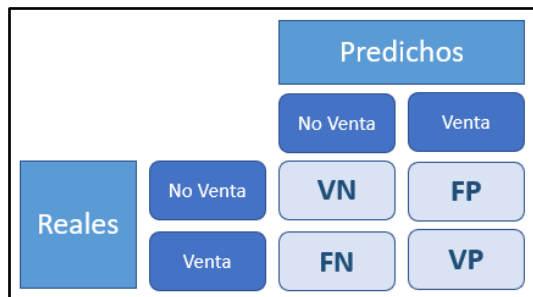 Predichos
No Venta Venta
Reales
No Venta VN FP
Venta FN VP